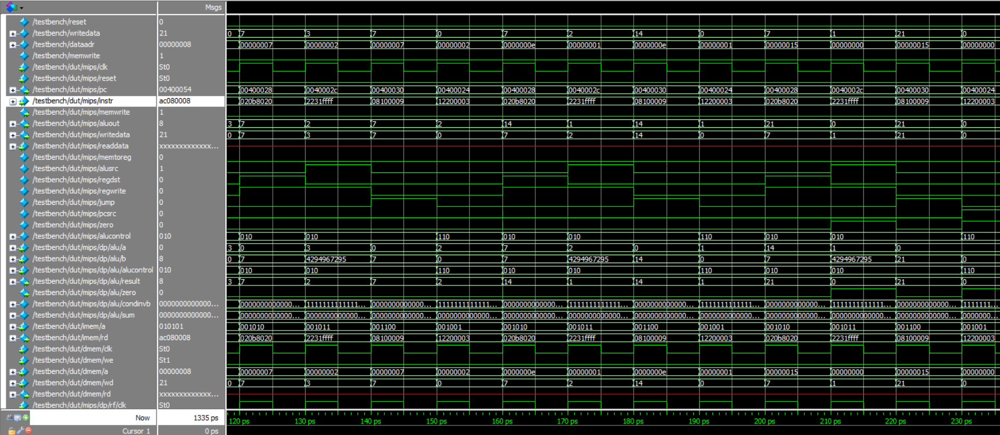 Msgs
/testbench/reset 0
/testbench/writedata 21 0 7 3 7 0 7 2 14 0 7 1 21 0
/testbench/dataadr 00000008 00000007 00000002 00000007 00000002 0000000e 00000001 0000000e 00000001 00000015 00000000 00000015 00000000
/testbench/memwrite 1
/testbench/dut/mips/clk St0
/testbench/dut/mips/reset St0
/testbench/dut/mips/pc 00400054 00400028 0040002c 00400030 00400024 00400028 0040002c 00400030 00400024 00400028 0040002c 00400030 00400024
/testbench/dut/mips/instr ac080008 020b8020 2231ffff 08100009 12200003 020b8020 2231ffff 08100009 12200003 020b8020 2231ffff 08100009 12200003
/testbench/dut/mips/memwrite 1
/testbench/dut/mips/aluout 8 3 7 2 7 2 14 1 14 1 21 0 21 0
/testbench/dut/mips/writedata 21 0 7 3 7 0 7 2 14 0 7 1 21 0
/testbench/dut/mips/readdata xxxxxxxxxxxxx...
/testbench/dut/mips/memtoreg 0
/testbench/dut/mips/alusrc 1
/testbench/dut/mips/regdst 0
/testbench/dut/mips/regwrite 0
/testbench/dut/mips/jump 0
/testbench/dut/mips/pcsrc 0
/testbench/dut/mips/zero 0
/testbench/dut/mips/alucontrol 010 010 010 110 010 010 110 010 010 110
/testbench/dut/mips/dp/alu/a 0 3 0 3 0 2 7 2 0 1 14 1 0
/testbench/dut/mips/dp/alu/b 8 0 7 4294967295 7 0 7 4294967295 14 0 7 4294967295 21 0
/testbench/dut/mips/dp/alu/alucontrol 010 010 010 110 010 010 110 010 010 110
/testbench/dut/mips/dp/alu/result 8 3 7 2 7 2 14 1 14 1 21 0 21 0
/testbench/dut/mips/dp/alu/zero 0
/testbench/dut/mips/dp/alu/condinvb 0000000000000... 0000000000000... 1111111111111... 0000000000000... 1111111111111... 0000000000000... 1111111111111... 0000000000000... 1111111111111... 0000000000000... 1111111111111... 0000000000000... 1111111...
/testbench/dut/mips/dp/alu/sum 0000000000000... 0000000000000... 0000000000000... 0000000000000... 0000000000000... 0000000000000... 0000000000000... 0000000000000... 0000000000000... 0000000000000... 0000000000000... 0000000000000... 0000000...
/testbench/dut/imem/a 010101 001010 001011 001100 001001 001010 001011 001100 001001 001010 001011 001100 001001
/testbench/dut/imem/rd ac080008 020b8020 2231ffff 08100009 12200003 020b8020 2231ffff 08100009 12200003 020b8020 2231ffff 08100009 12200003
/testbench/dut/dmem/clk St0
/testbench/dut/dmem/we St1
/testbench/dut/dmem/a 00000008 00000007 00000002 00000007 00000002 0000000e 00000001 0000000e 00000001 00000015 00000000 00000015 00000000
/testbench/dut/dmem/wd 21 0 7 3 7 0 7 2 14 0 7 1 21 0
/testbench/dut/dmem/rd xxxxxxxxxxxxx...
/testbench/dut/mips/dp/rf/clk St0
Now 1335 ps 120 ps 130 ps 140 ps 150 ps 160 ps 170 ps 180 ps 190 ps 200 ps 210 ps 220 ps 230 ps
Cursor 1 0 ps